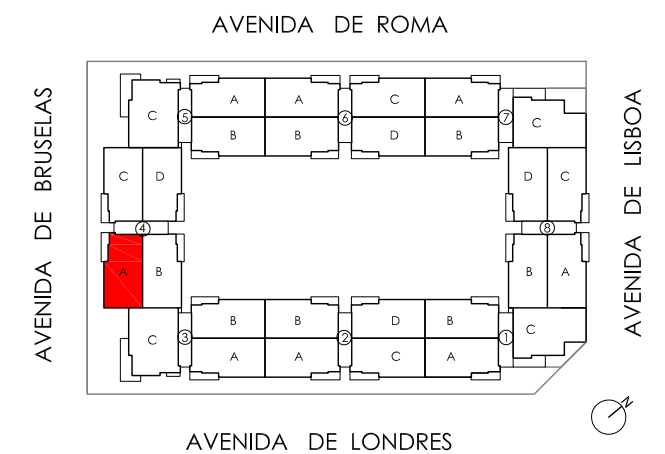 AVENIDA DE ROMA
AVENIDA DE BRUSELAS
AVENIDA DE LISBOA
A A C A
C 5 6 7 C
B B D B
C D D C
4 8
A B B A
B B D B
C 3 2 1 C
A A C A
N
AVENIDA DE LONDRES